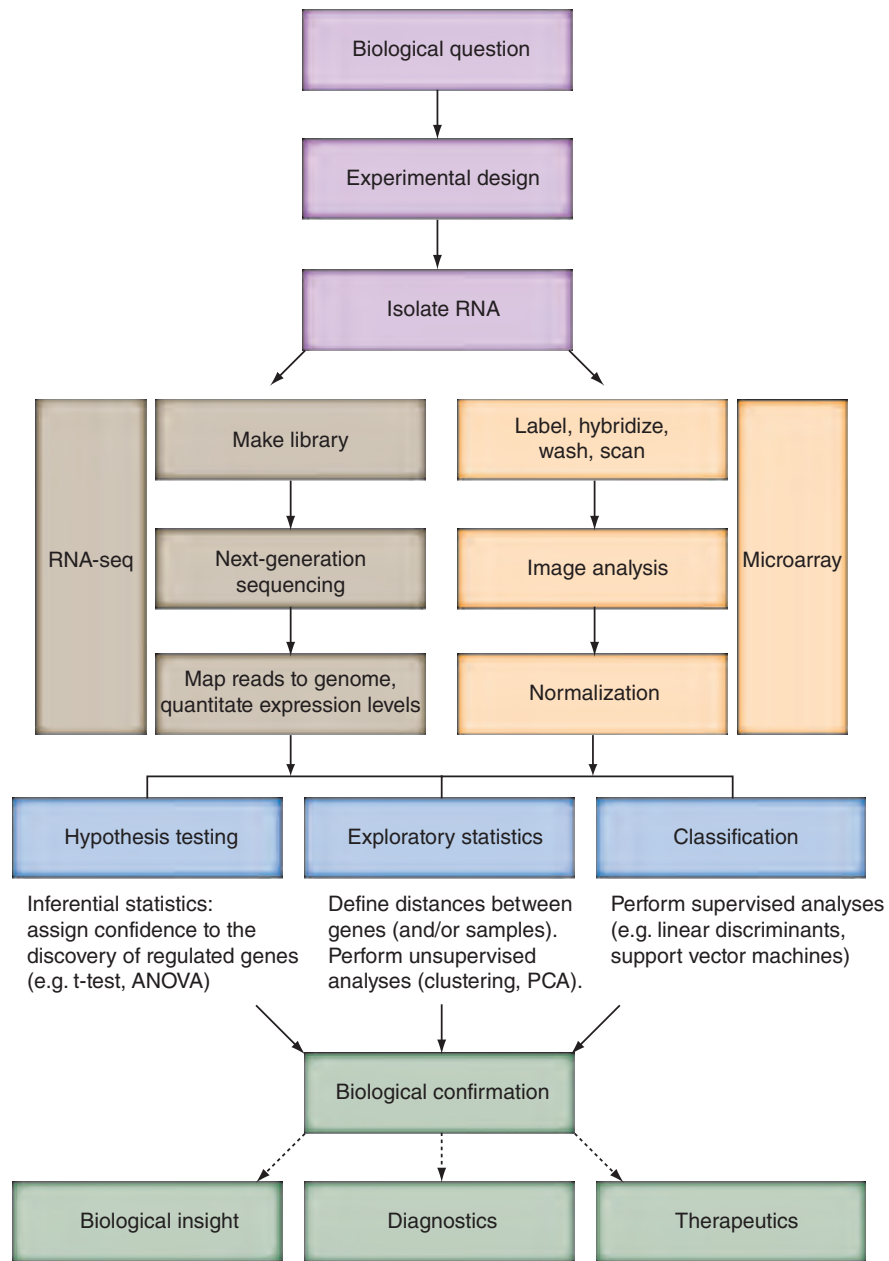 Biological question
Experimental design
Isolate RNA
RNA-seq
Make library
Next-generation
sequencing
Map reads to genome,
quantitate expression levels
Label, hybridize,
wash, scan
Image analysis
Normalization
Microarray
Hypothesis testing
Inferential statistics:
assign confidence to the
discovery of regulated genes
(e.g. t-test, ANOVA)
Exploratory statistics
Define distances between
genes (and/or samples).
Perform unsupervised
analyses (clustering, PCA).
Classification
Perform supervised analyses
(e.g. linear discriminants,
support vector machines)
Biological confirmation
Biological insight
Diagnostics
Therapeutics